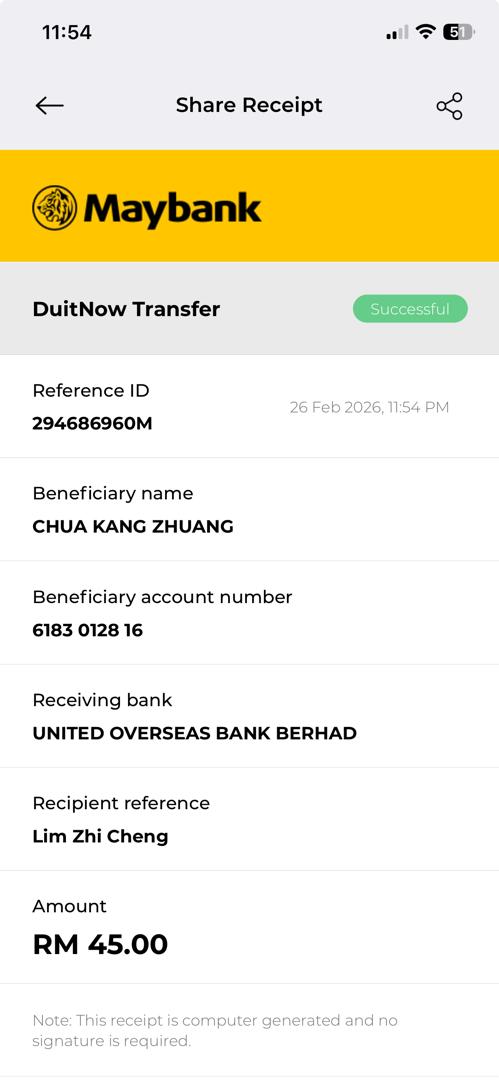 11:54
51
Share Receipt
Maybank
DuitNow Transfer
Successful
Reference ID
294686960M
26 Feb 2026, 11:54 PM
Beneficiary name
CHUA KANG ZHUANG
Beneficiary account number
6183 0128 16
Receiving bank
UNITED OVERSEAS BANK BERHAD
Recipient reference
Lim Zhi Cheng
Amount
RM 45.00
Note: This receipt is computer generated and no
signature is required.